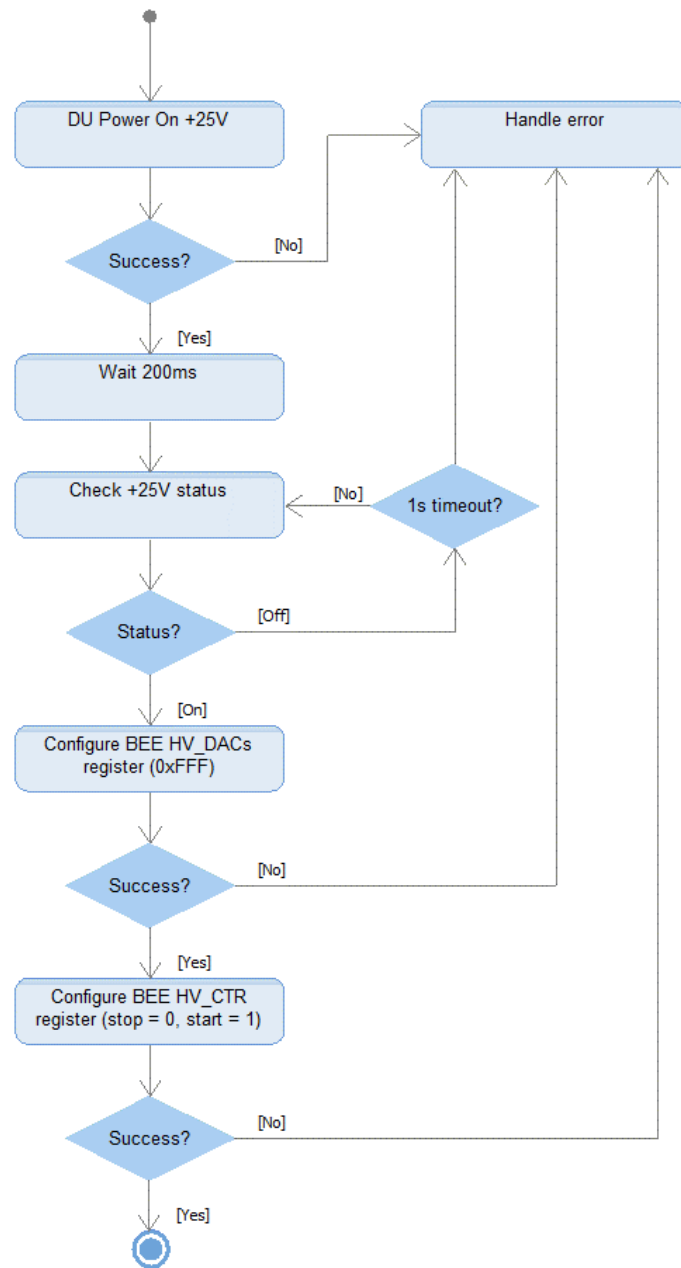 DU Power On +25V
Handle error
[No]
Success?
[Yes]
Wait 200ms
Check +25V status
[No]
1s timeout?
Status?
[Off]
[On]
Configure BEE HV_DACs
register (0xFFF)
Success?
[No]
[Yes]
Configure BEE HV_CTR
register (stop = 0, start = 1)
Success?
[No]
[Yes]